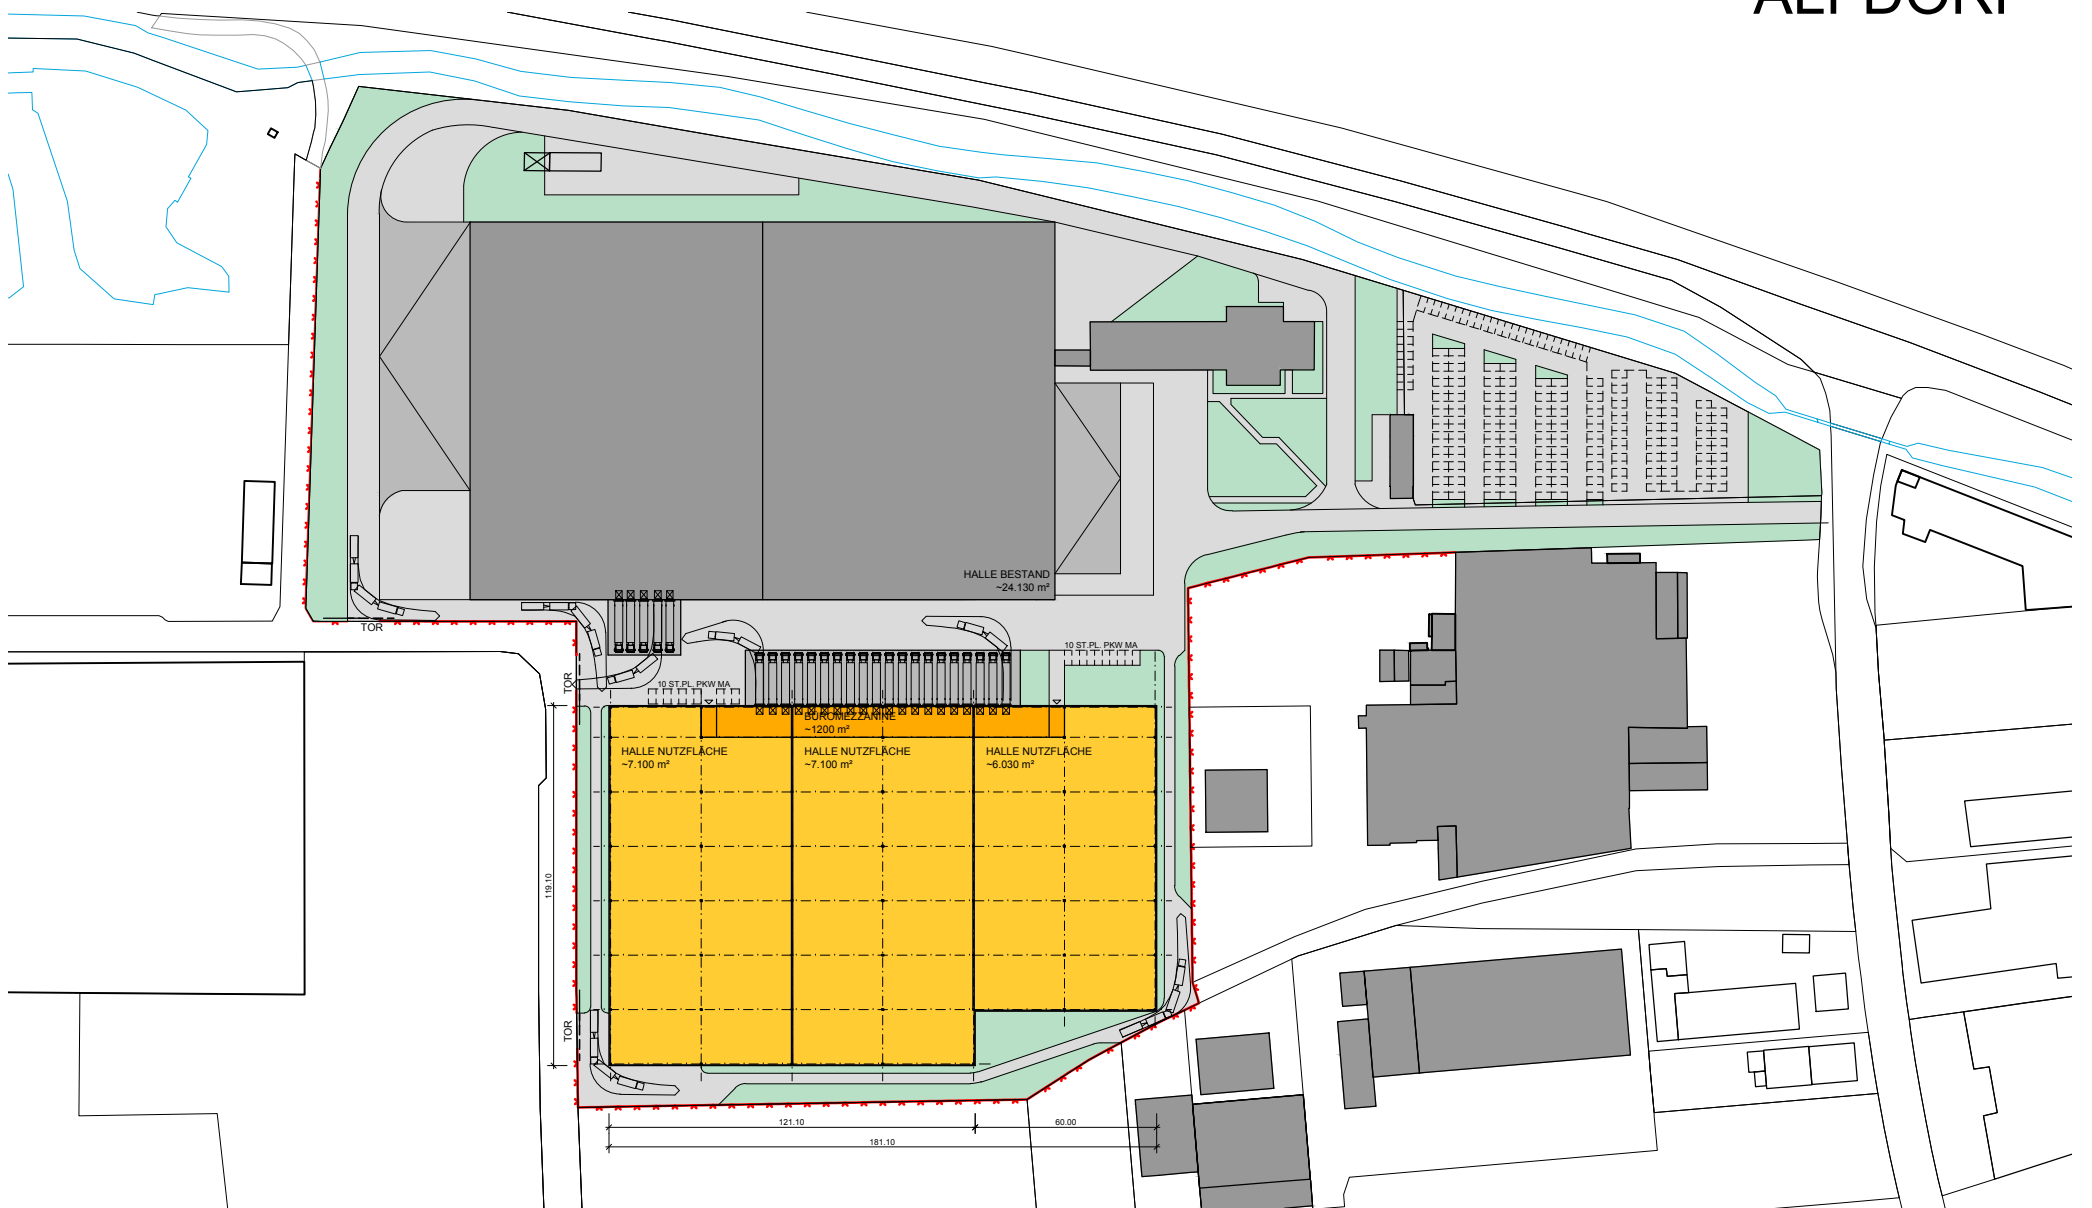 HALLE BESTAND
~24.130 m²
TOR
10 ST.PL. PKW MA
TOR
10 ST.PL. PKW MA
BÜROMEZZANINE
~1200 m²
HALLE NUTZFLÄCHE
~7.100 m²
HALLE NUTZFLÄCHE
~7.100 m²
HALLE NUTZFLÄCHE
~6.030 m²
119.10
TOR
121.10
60.00
181.10